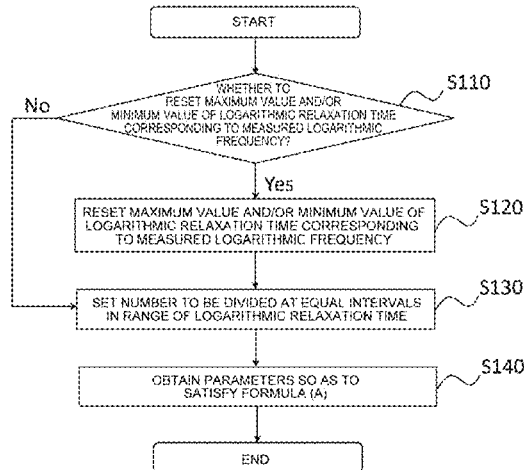 START
WHETHER TO
RESET MAXIMUM VALUE AND/OR
MINIMUM VALUE OF LOGARITHMIC RELAXATION TIME
CORRESPONDING TO MEASURED LOGARITHMIC
FREQUENCY?
S110
No
Yes
RESET MAXIMUM VALUE AND/OR MINIMUM VALUE OF
LOGARITHMIC RELAXATION TIME CORRESPONDING
TO MEASURED LOGARITHMIC FREQUENCY
S120
SET NUMBER TO BE DIVIDED AT EQUAL INTERVALS
IN RANGE OF LOGARITHMIC RELAXATION TIME
S130
OBTAIN PARAMETERS SO AS TO
SATISFY FORMULA (A)
S140
END